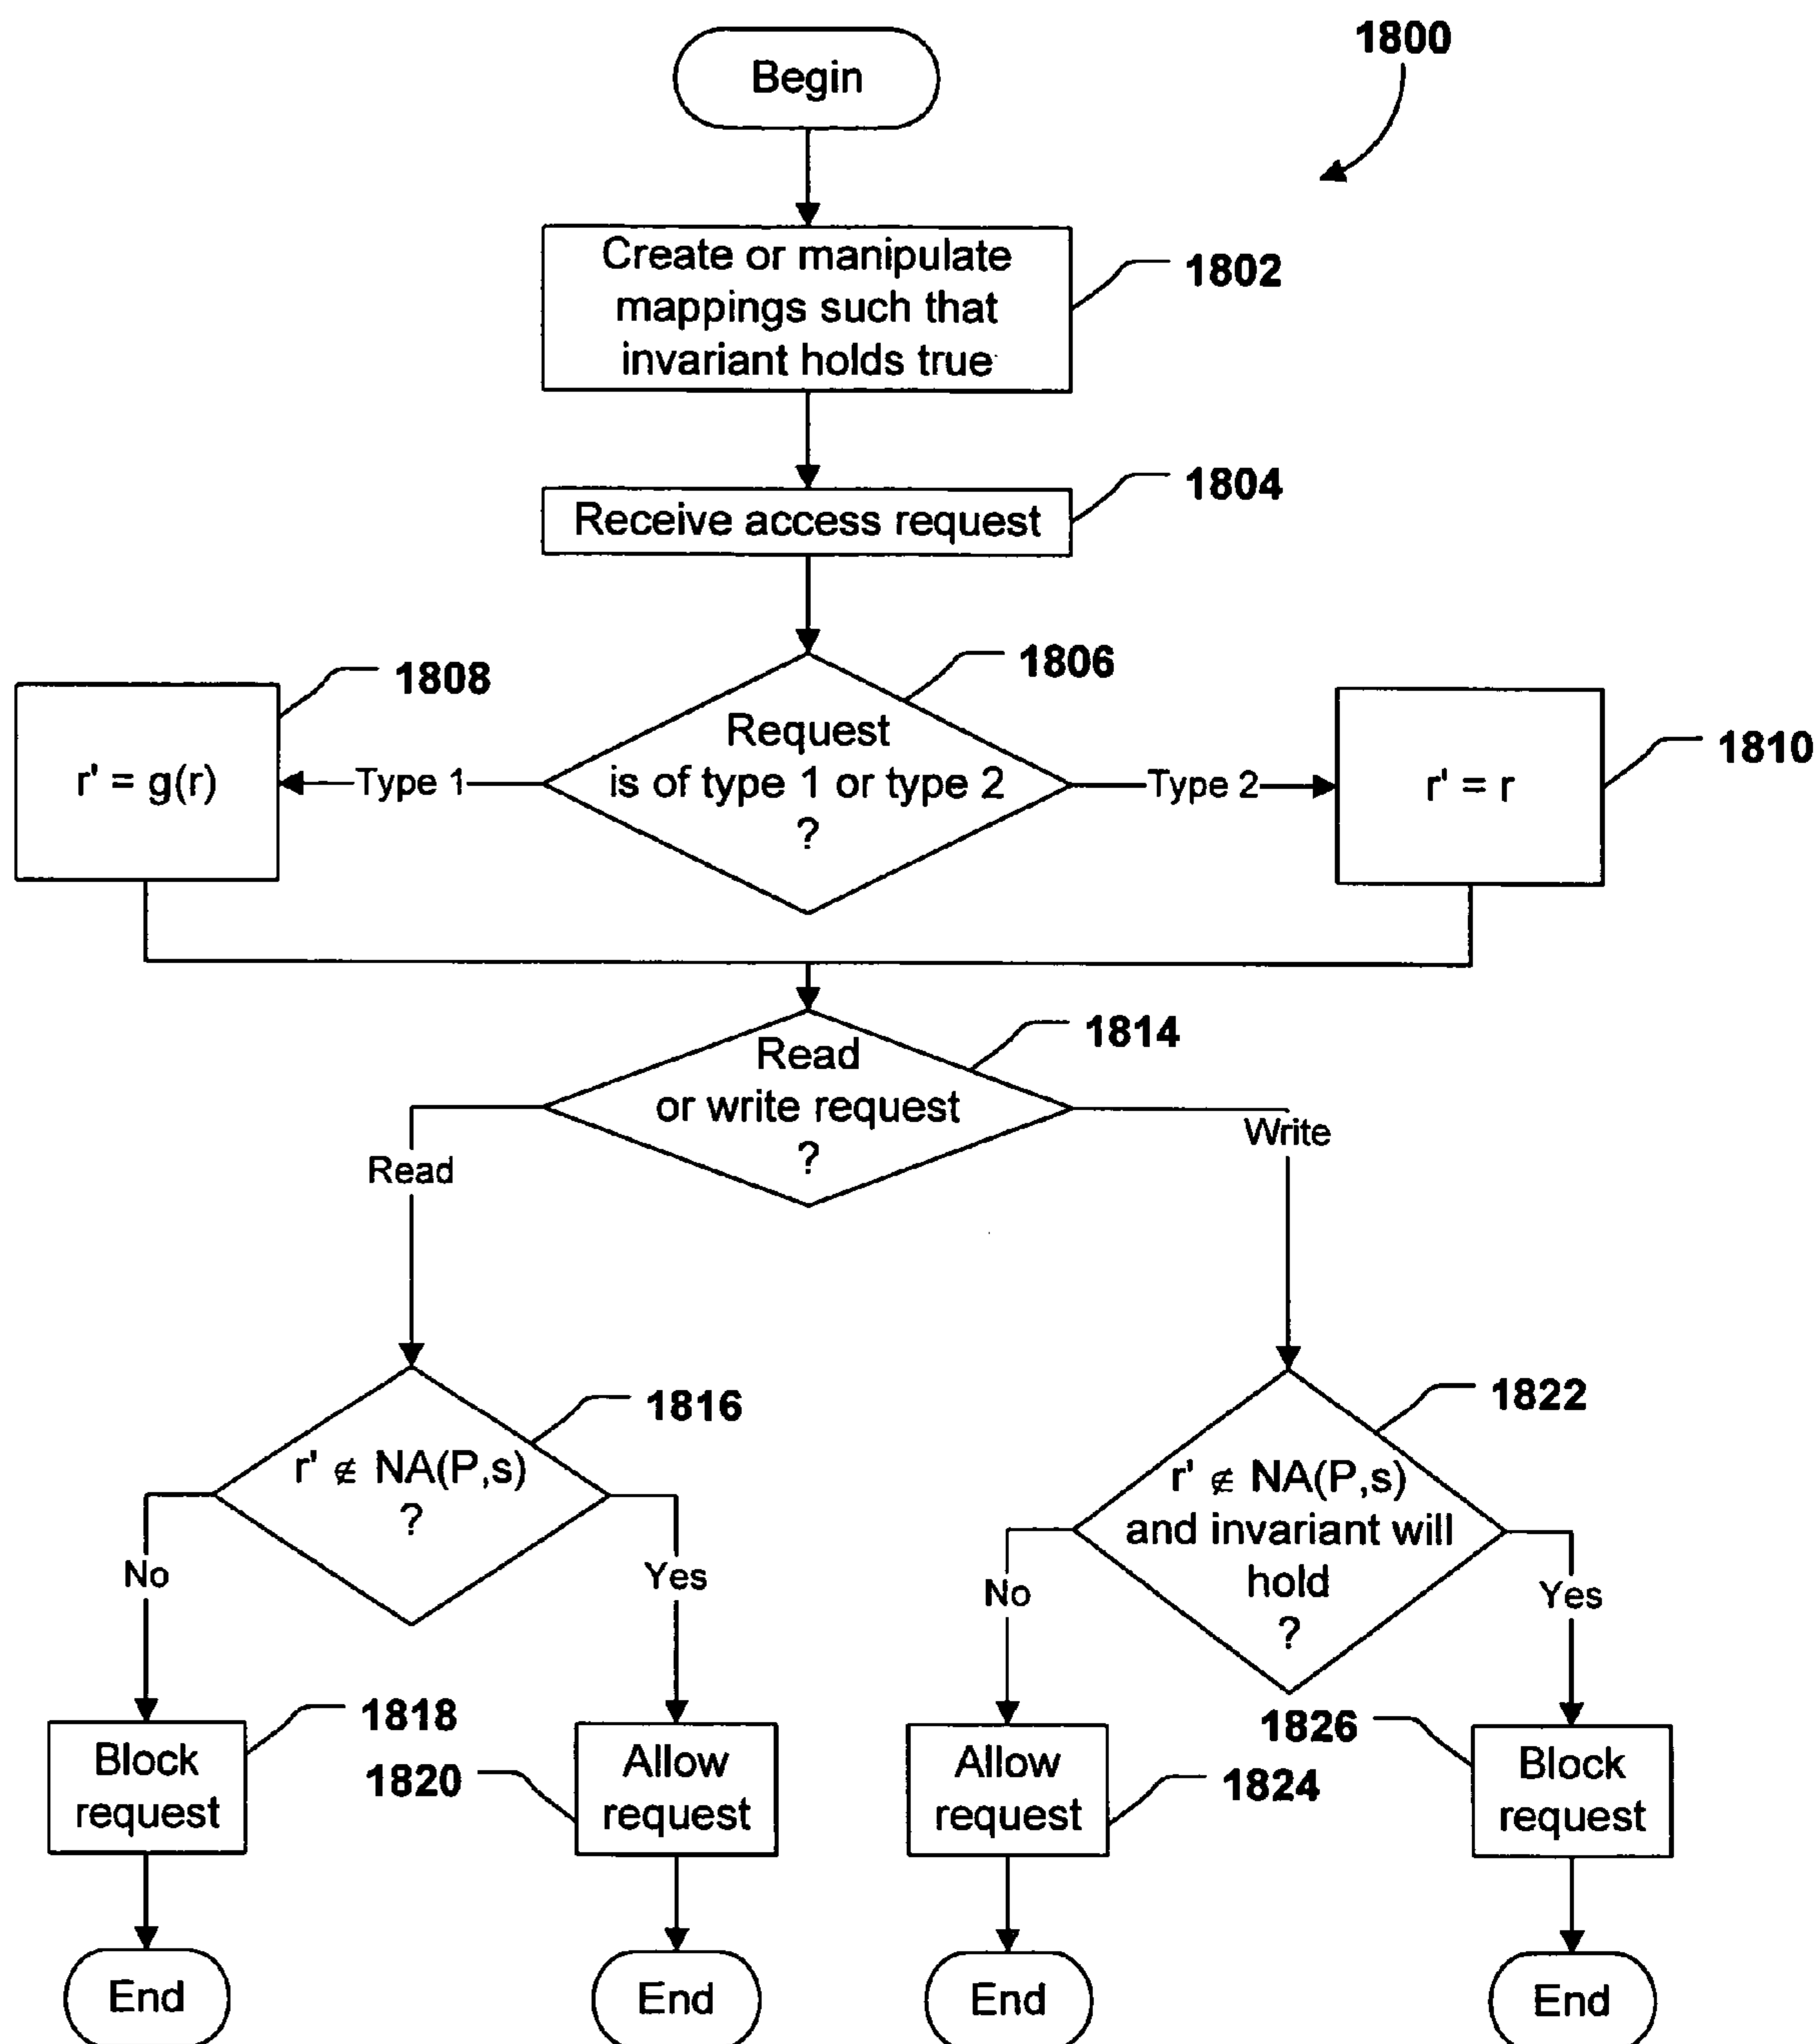 1800
Begin
Create or manipulate
mappings such that
invariant holds true
1802
Receive access request
1804
1806
Request
is of type 1 or type 2
?
1808
r' = g(r)
Type 1
Type 2
r' = r
1810
1814
Read
or write request
?
Read
Write
1816
r' ∉ NA(P,s)
?
No
Yes
1822
r' ∉ NA(P,s)
and invariant will
hold
?
No
Yes
1818
Block
request
1820
Allow
request
Allow
request
1824
1826
Block
request
End
End
End
End